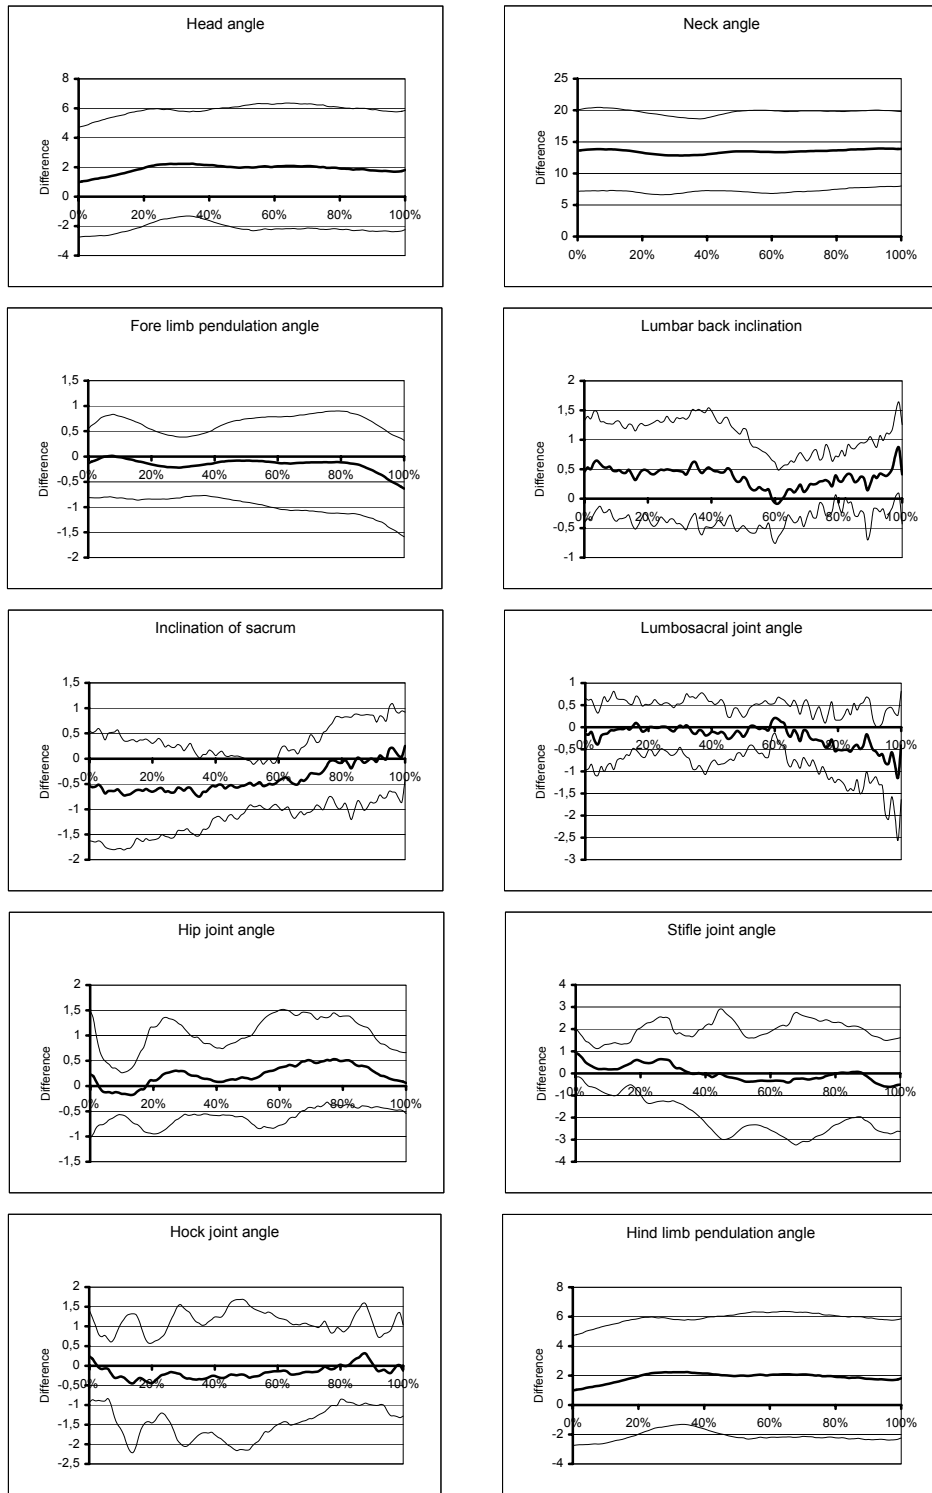 Head angle
8
6
4
2
0
-2
-4
Difference
0% 20% 40% 60% 80% 100%
Neck angle
25
20
15
10
5
0
Difference
0% 20% 40% 60% 80% 100%
Fore limb pendulation angle
1,5
1
0,5
0
-0,5
-1
-1,5
-2
Difference
0% 20% 40% 60% 80% 100%
Lumbar back inclination
2
1,5
1
0,5
0
-0,5
-1
Difference
0% 20% 40% 60% 80% 100%
Inclination of sacrum
1,5
1
0,5
0
-0,5
-1
-1,5
-2
Difference
0% 20% 40% 60% 80% 100%
Lumbosacral joint angle
1
0,5
0
-0,5
-1
-1,5
-2
-2,5
-3
Difference
0% 20% 40% 60% 80% 100%
Hip joint angle
2
1,5
1
0,5
0
-0,5
-1
-1,5
Difference
0% 20% 40% 60% 80% 100%
Stifle joint angle
4
3
2
1
0
-1
-2
-3
-4
Difference
0% 20% 40% 60% 80% 100%
Hock joint angle
2
1,5
1
0,5
0
-0,5
-1
-1,5
-2
-2,5
Difference
0% 20% 40% 60% 80% 100%
Hind limb pendulation angle
8
6
4
2
0
-2
-4
Difference
0% 20% 40% 60% 80% 100%